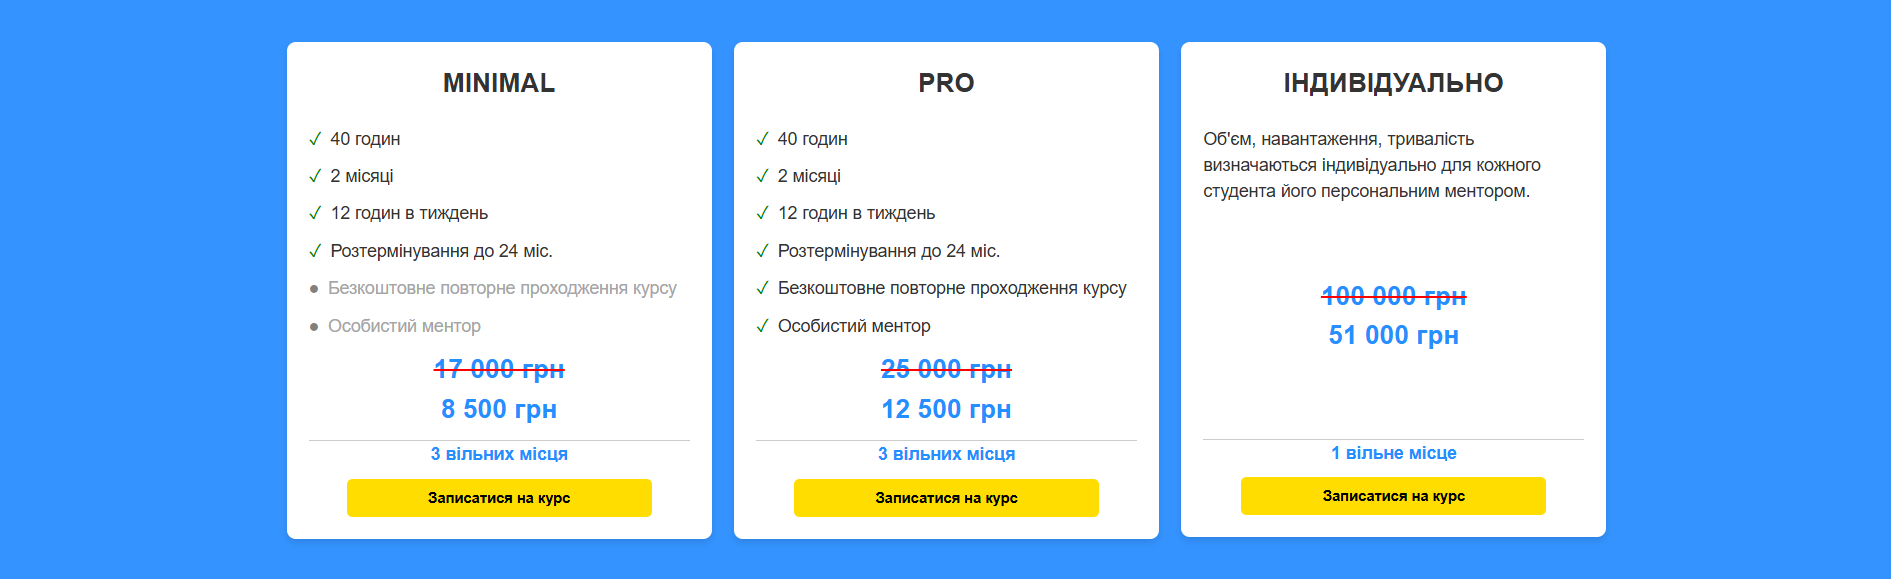 MINIMAL
✓ 40 годин
✓ 2 місяці
✓ 12 годин в тиждень
✓ Розтермінування до 24 міс.
● Безкоштовне повторне проходження курсу
● Особистий ментор
17 000 грн
8 500 грн
3 вільних місця
Записатися на курс
PRO
✓ 40 годин
✓ 2 місяці
✓ 12 годин в тиждень
✓ Розтермінування до 24 міс.
✓ Безкоштовне повторне проходження курсу
✓ Особистий ментор
25 000 грн
12 500 грн
3 вільних місця
Записатися на курс
ІНДИВІДУАЛЬНО
Об'єм, навантаження, тривалість
визначаються індивідуально для кожного
студента його персональним ментором.
100 000 грн
51 000 грн
1 вільне місце
Записатися на курс